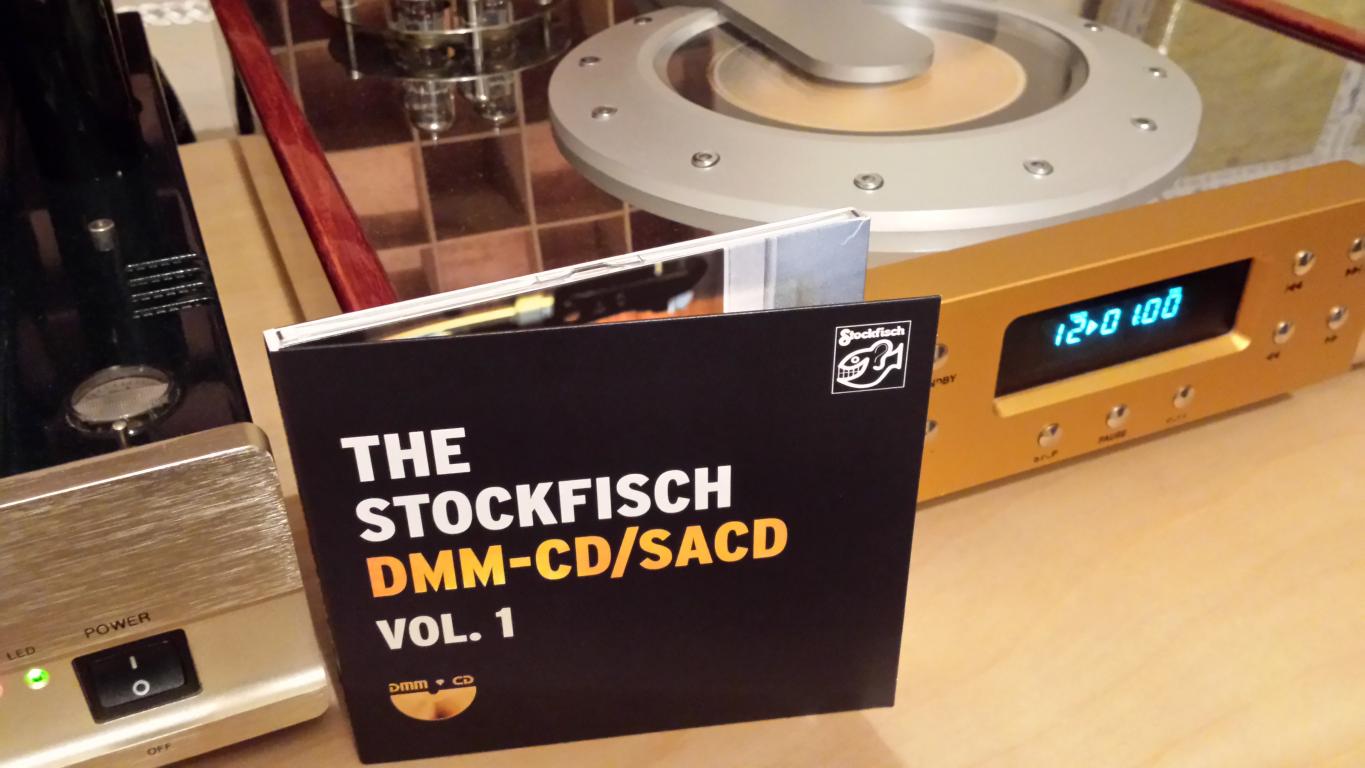 Stockfisch
THE
STOCKFISCH
DMM-CD/SACD
VOL. 1
DMM CD
LED
POWER
OFF
12▸01.00
PAUSE